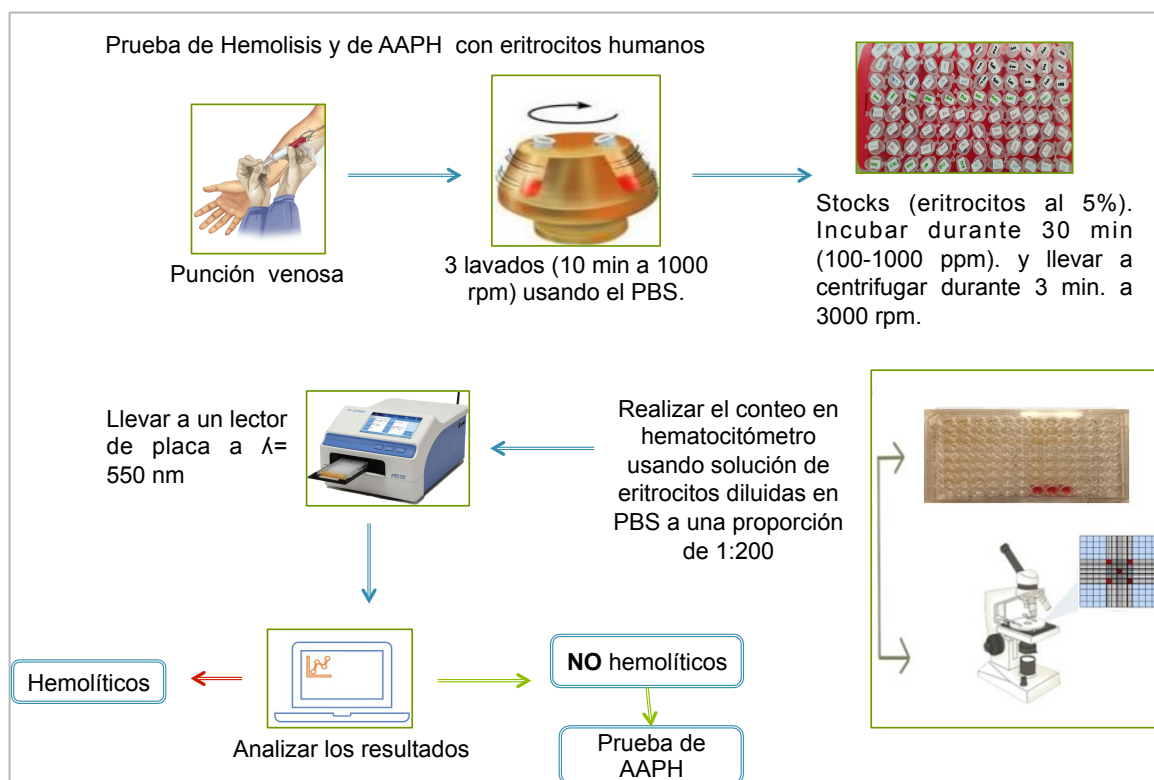 Prueba de Hemolisis y de AAPH con eritrocitos humanos
Punción venosa
3 lavados (10 min a 1000
rpm) usando el PBS.
Stocks (eritrocitos al 5%).
Incubar durante 30 min
(100-1000 ppm). y llevar a
centrifugar durante 3 min. a
3000 rpm.
Llevar a un lector
de placa a λ=
550 nm
Realizar el conteo en
hematocitómetro
usando solución de
eritrocitos diluidas en
PBS a una proporción
de 1:200
Hemolíticos
Analizar los resultados
NO hemolíticos
Prueba de
AAPH